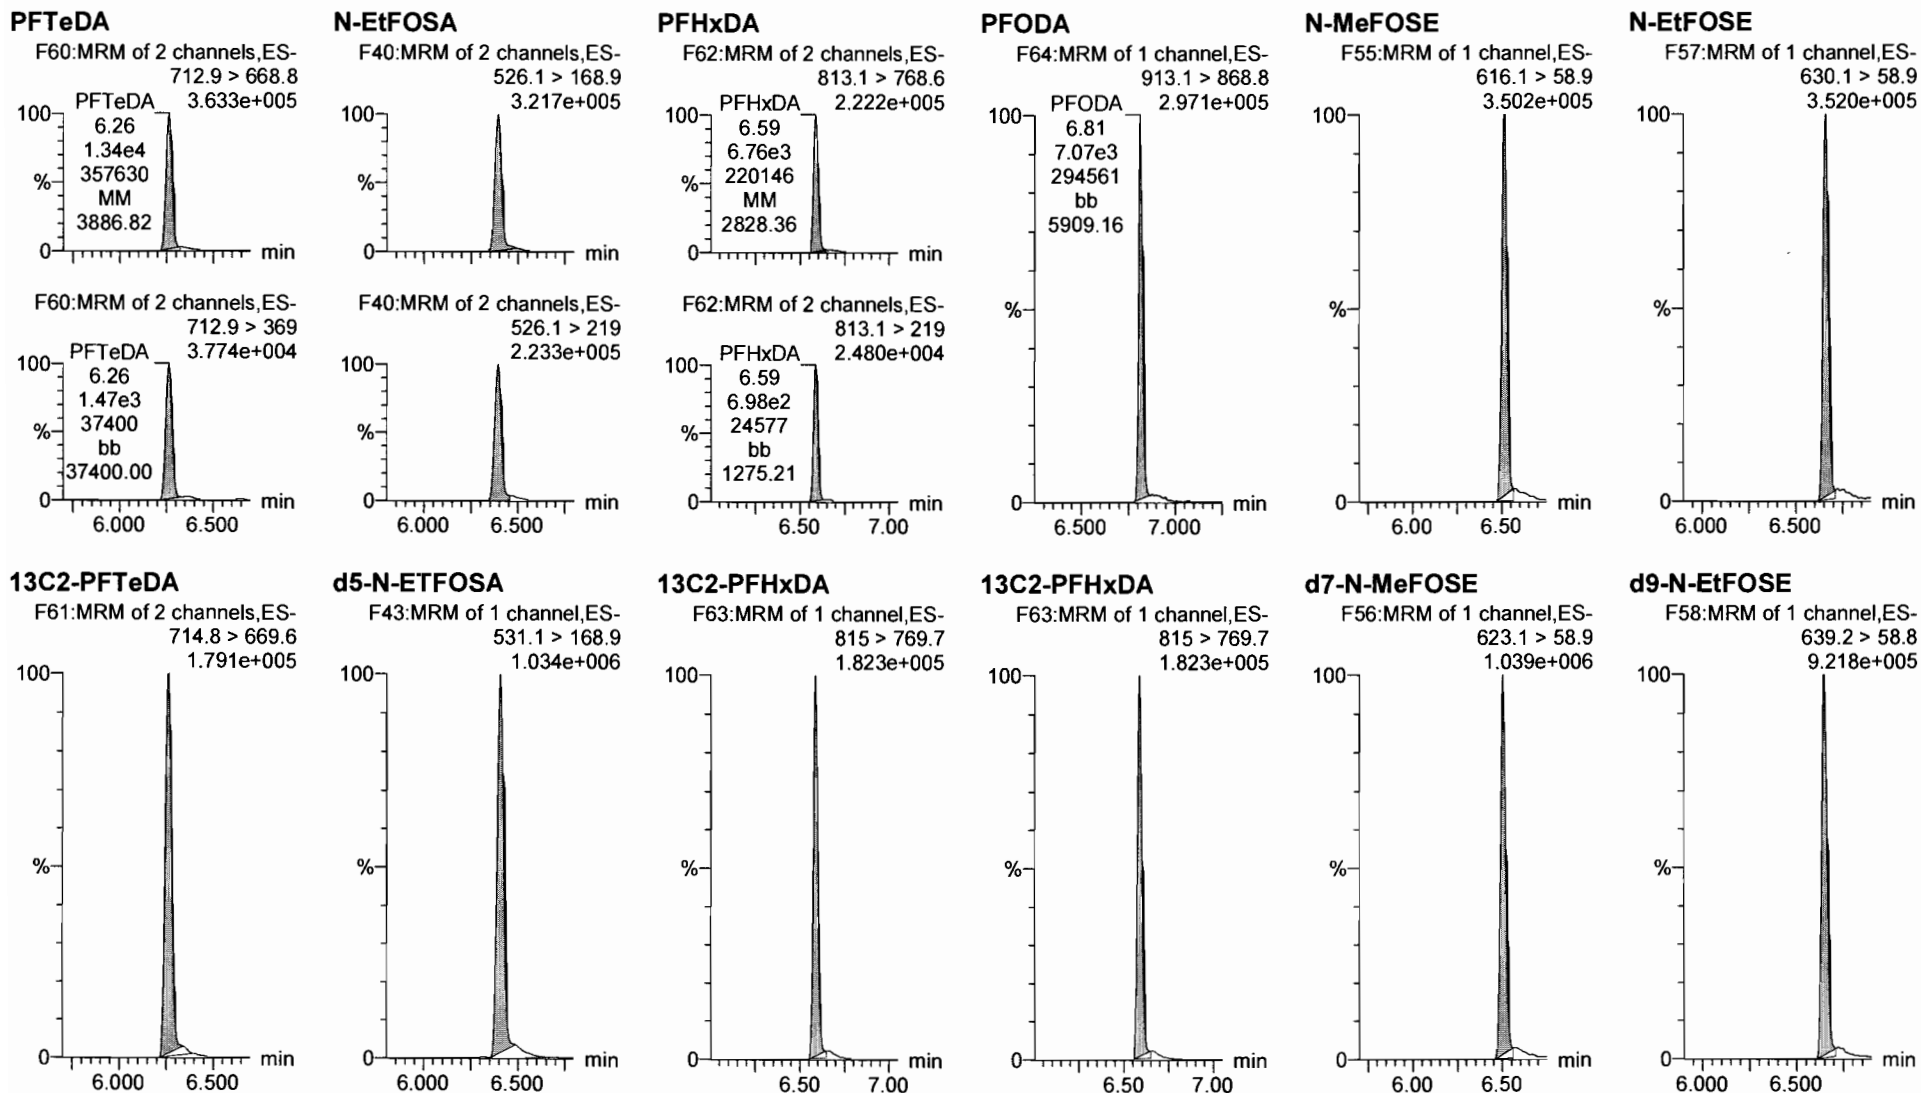 PFTeDA
F60:MRM of 2 channels,ES-
712.9 > 668.8
3.633e+005
100
PFTeDA
6.26
1.34e4
357630
MM
3886.82
%
0
min
F60:MRM of 2 channels,ES-
712.9 > 369
3.774e+004
100
PFTeDA
6.26
1.47e3
37400
bb
37400.00
%
0
min
6.000 6.500
N-EtFOSA
F40:MRM of 2 channels,ES-
526.1 > 168.9
3.217e+005
100
%
0
min
F40:MRM of 2 channels,ES-
526.1 > 219
2.233e+005
100
%
0
min
6.000 6.500
PFHxDA
F62:MRM of 2 channels,ES-
813.1 > 768.6
2.222e+005
100
PFHxDA
6.59
6.76e3
220146
MM
2828.36
%
0
min
F62:MRM of 2 channels,ES-
813.1 > 219
2.480e+004
100
PFHxDA
6.59
6.98e2
24577
bb
1275.21
%
0
min
6.50 7.00
PFODA
F64:MRM of 1 channel,ES-
913.1 > 868.8
2.971e+005
100
PFODA
6.81
7.07e3
294561
bb
5909.16
%
0
min
6.500 7.000
N-MeFOSE
F55:MRM of 1 channel,ES-
616.1 > 58.9
3.502e+005
100
%
0
min
6.00 6.50
N-EtFOSE
F57:MRM of 1 channel,ES-
630.1 > 58.9
3.520e+005
100
%
0
min
6.000 6.500
13C2-PFTeDA
F61:MRM of 2 channels,ES-
714.8 > 669.6
1.791e+005
100
%
0
min
6.000 6.500
d5-N-ETFOSA
F43:MRM of 1 channel,ES-
531.1 > 168.9
1.034e+006
100
%
0
min
6.000 6.500
13C2-PFHxDA
F63:MRM of 1 channel,ES-
815 > 769.7
1.823e+005
100
%
0
min
6.50 7.00
13C2-PFHxDA
F63:MRM of 1 channel,ES-
815 > 769.7
1.823e+005
100
%
0
min
6.50 7.00
d7-N-MeFOSE
F56:MRM of 1 channel,ES-
623.1 > 58.9
1.039e+006
100
%
0
min
6.00 6.50
d9-N-EtFOSE
F58:MRM of 1 channel,ES-
639.2 > 58.8
9.218e+005
100
%
0
min
6.000 6.500